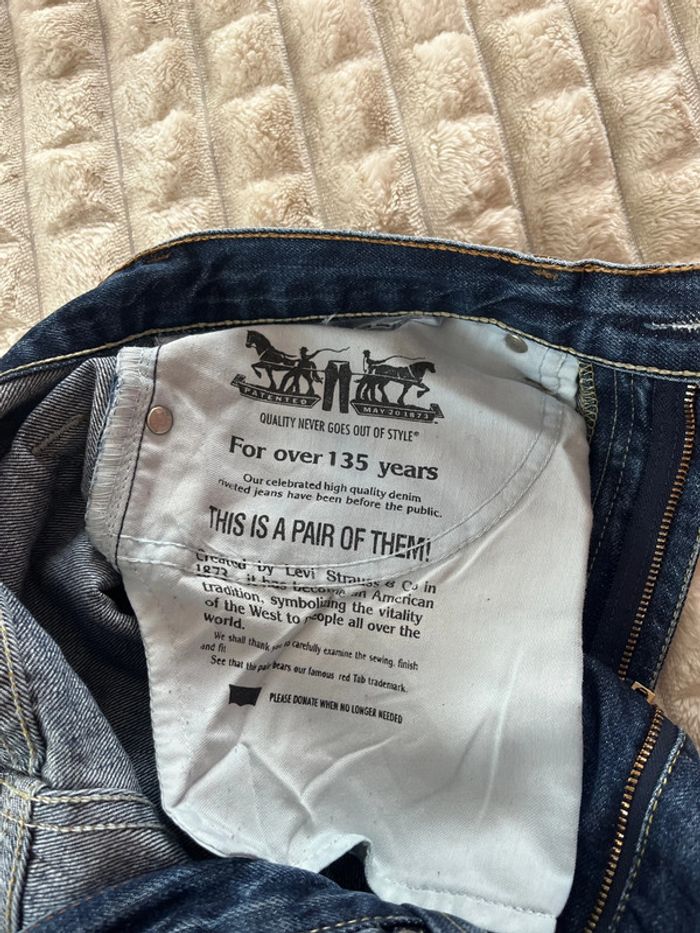 PATENTED
MAY 20 1873
QUALITY NEVER GOES OUT OF STYLE®
For over 135 years
Our celebrated high quality denim
riveted jeans have been before the public.
THIS IS A PAIR OF THEM!
Created by Levi Strauss & Co in
1873 it has become an American
tradition, symbolizing the vitality
of the West to people all over the
world.
We shall thank you to carefully examine the sewing, finish
and fit
See that this pair bears our famous red Tab trademark.
PLEASE DONATE WHEN NO LONGER NEEDED